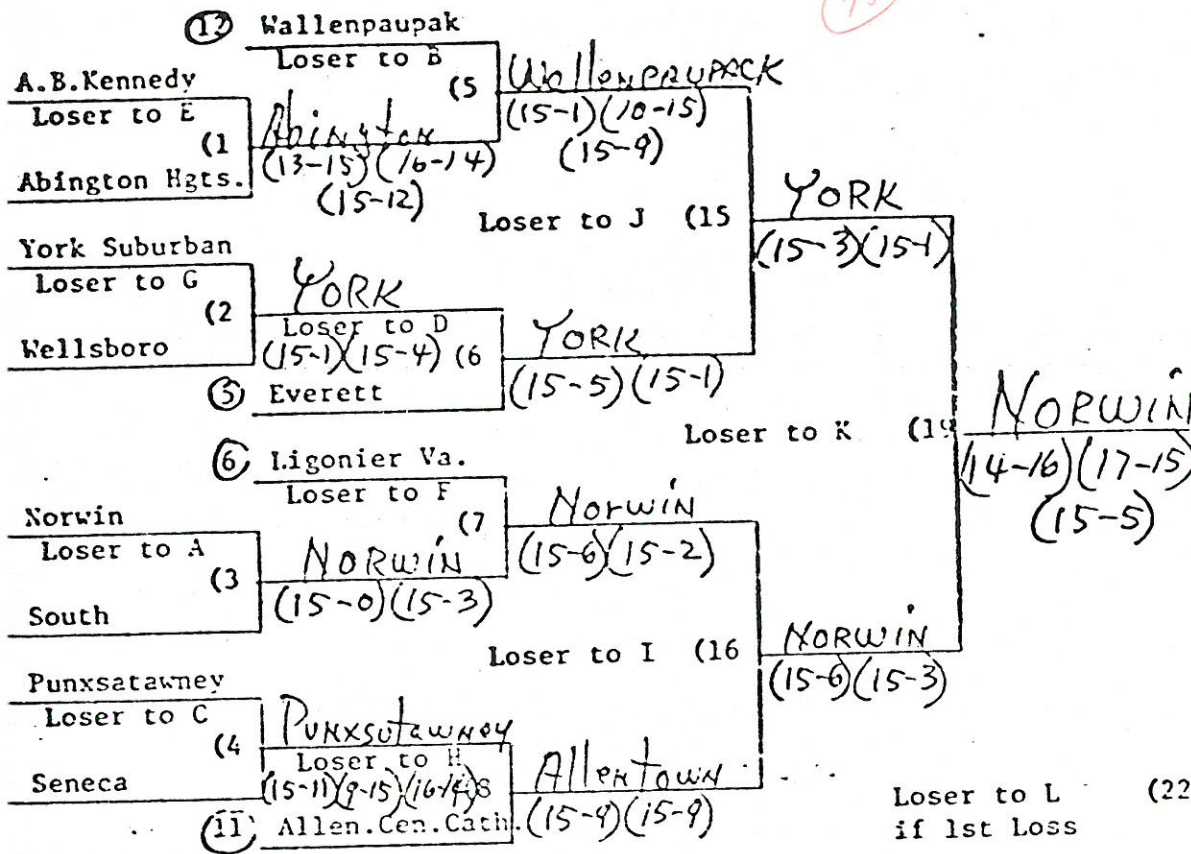 (12) Wallenpaupak
Loser to B (5
A.B.Kennedy
Loser to E (1
Abington Hgts.
Abington
(13-15) (16-14)
(15-12)
WallenPAUPACK
(15-1) (10-15)
(15-9)
Loser to J (15
York Suburban
Loser to G (2
Wellsboro
YORK
Loser to D
(15-1) (15-4) (6
Everett
YORK
(15-5) (15-1)
YORK
(15-3) (15-1)
Loser to K
NORWIN
(14-16) (17-15)
(15-5)
(6) Ligonier Va.
Loser to F (7
Norwin
Loser to A (3
South
NORWIN
(15-0) (15-3)
Norwin
(15-6) (15-2)
Loser to I (16
NORWIN
(15-6) (15-3)
Punxsatawney
Loser to C (4
Seneca
PUNXSUtAWNEY
Loser to H
(15-11) (9-15) (16-14) 8
(11) Allen.Cen.Cath.
AllenTown
(15-9) (15-9)
Loser to L (22
if 1st Loss